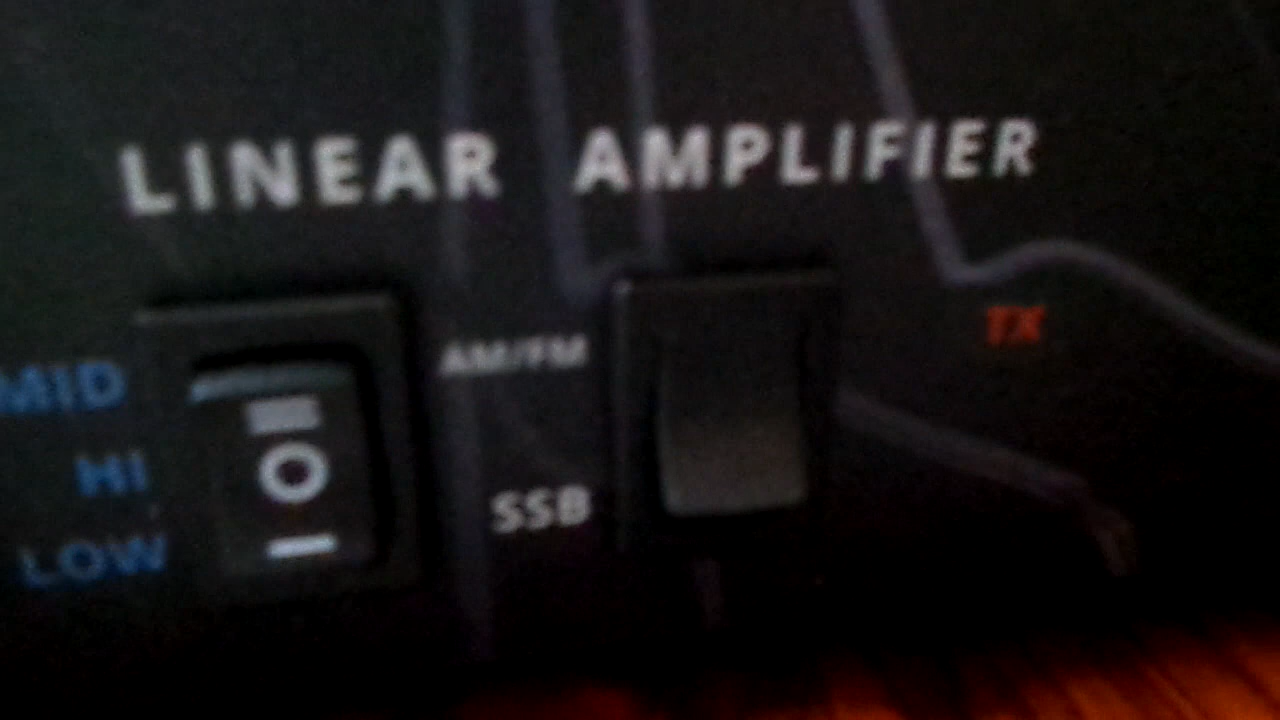 LINEAR AMPLIFIER
AM/FM
TX
MID
HI
SSB
LOW